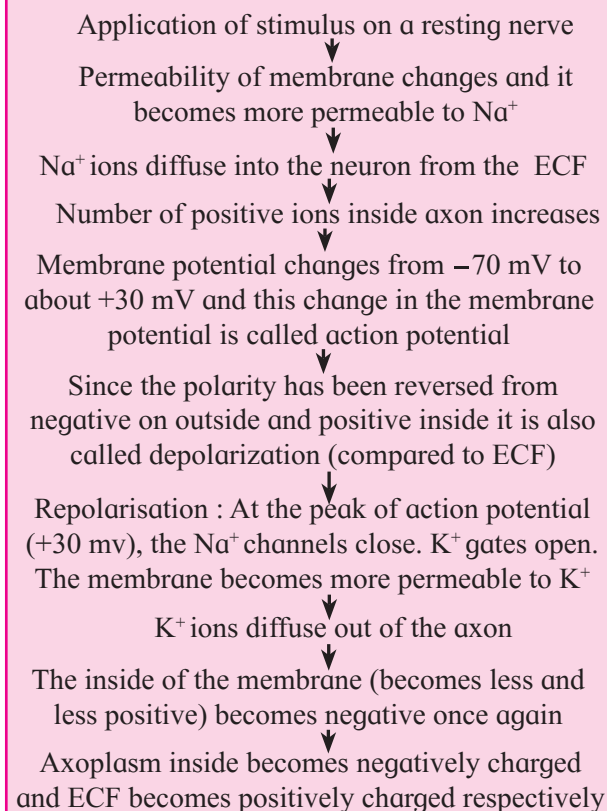 Application of stimulus on a resting nerve
Permeability of membrane changes and it
becomes more permeable to Na⁺
Na⁺ ions diffuse into the neuron from the ECF
Number of positive ions inside axon increases
Membrane potential changes from –70 mV to
about +30 mV and this change in the membrane
potential is called action potential
Since the polarity has been reversed from
negative on outside and positive inside it is also
called depolarization (compared to ECF)
Repolarisation : At the peak of action potential
(+30 mv), the Na⁺ channels close. K⁺ gates open.
The membrane becomes more permeable to K⁺
K⁺ ions diffuse out of the axon
The inside of the membrane (becomes less and
less positive) becomes negative once again
Axoplasm inside becomes negatively charged
and ECF becomes positively charged respectively